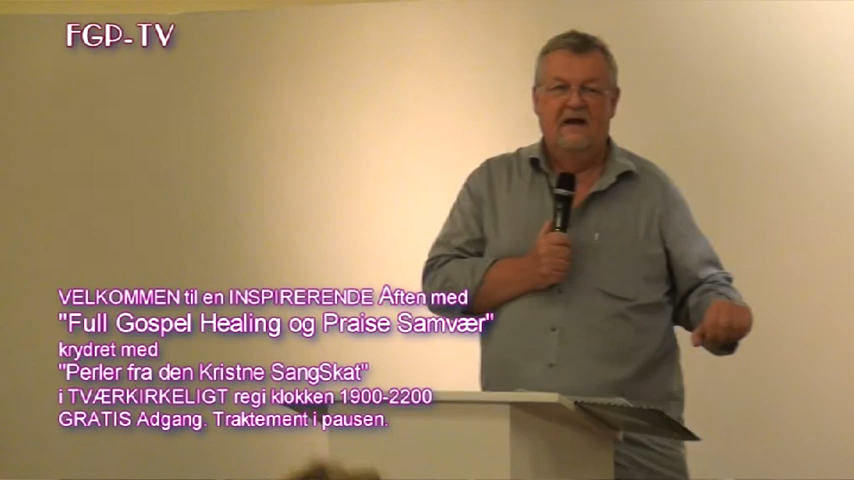 FGP-TV
VELKOMMEN til en INSPIRERENDE Aften med
"Full Gospel Healing og Praise Samvær"
krydret med
"Perler fra den Kristne SangSkat"
i TVÆRKIRKELIGT regi klokken 1900-2200
GRATIS Adgang. Traktement i pausen.